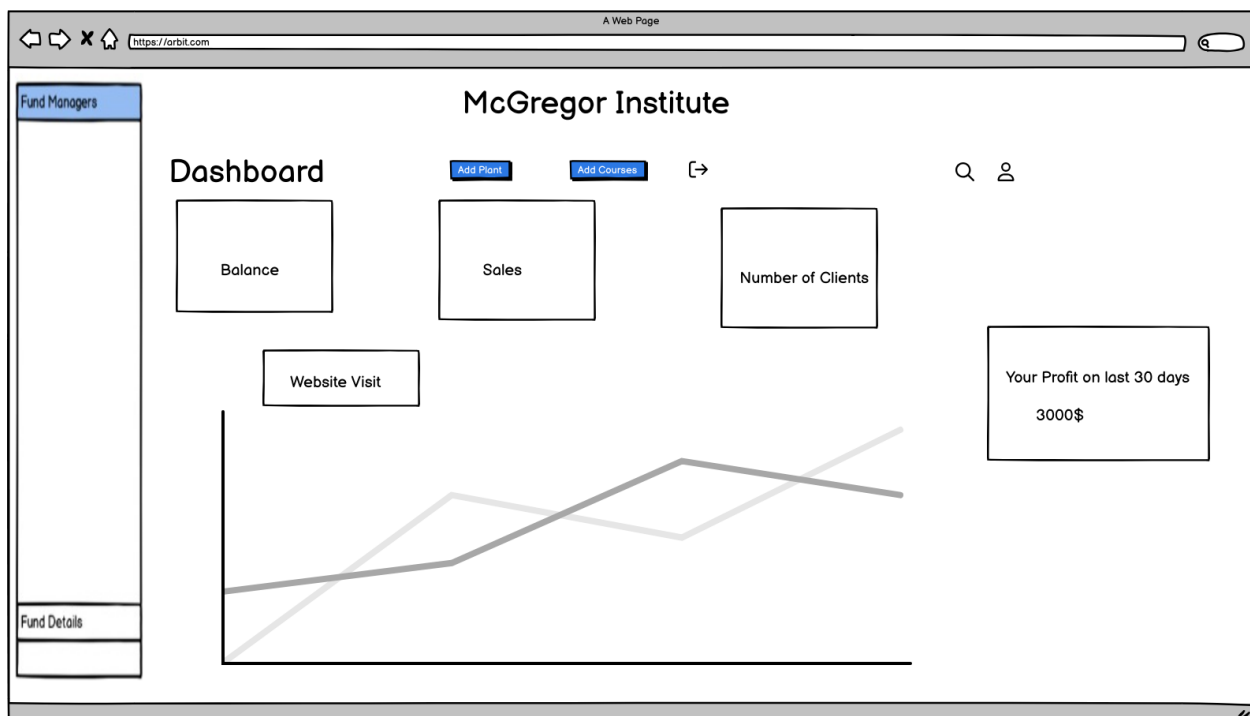 A Web Page
https://arbit.com
Fund Managers
McGregor Institute
Dashboard
Add Plant
Add Courses
Balance
Sales
Number of Clients
Website Visit
Your Profit on last 30 days
3000$
Fund Details